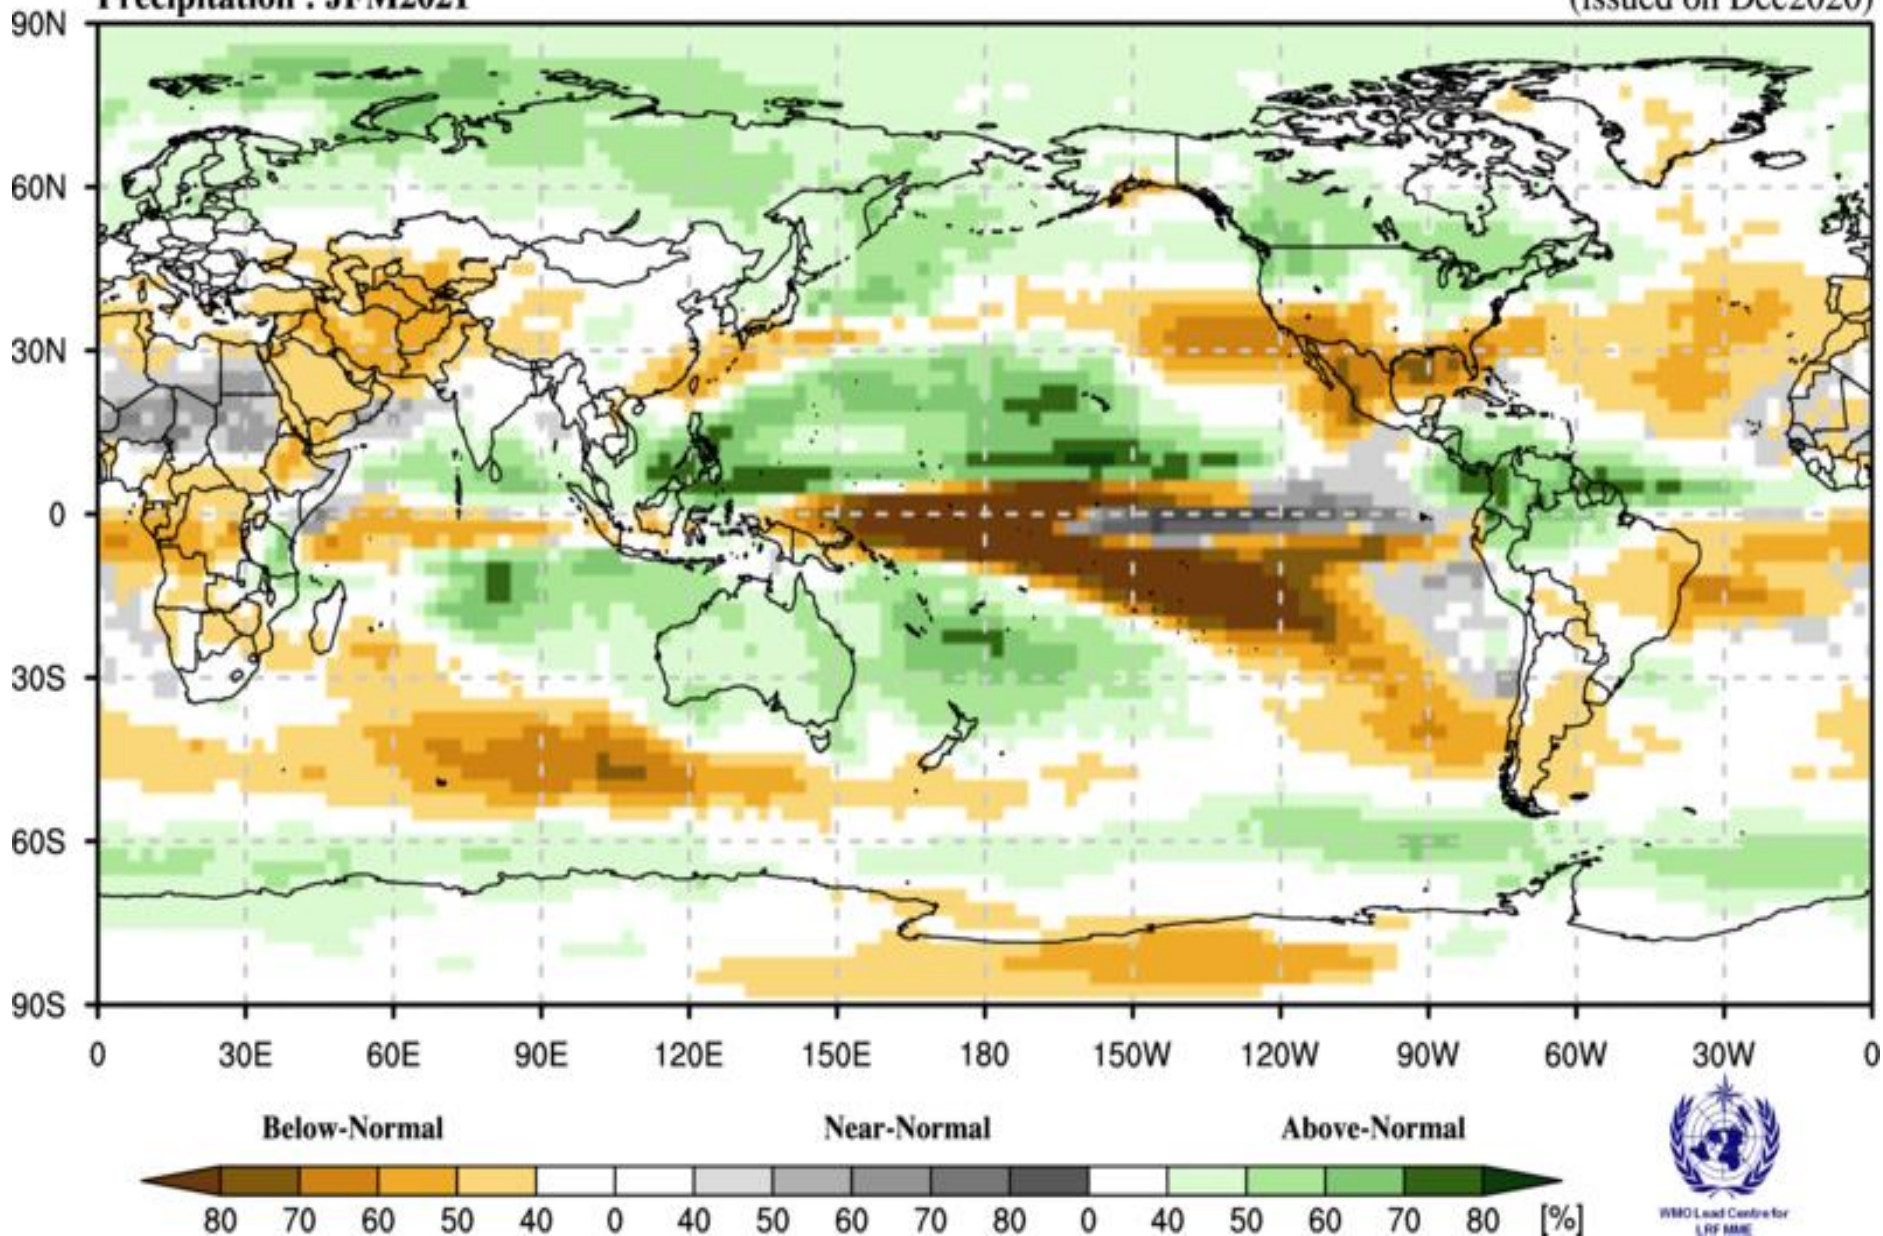 Precipitation : JFM2021
(issued on Dec2020)
90N
60N
30N
0
30S
60S
90S
0 30E 60E 90E 120E 150E 180 150W 120W 90W 60W 30W 0
Below-Normal Near-Normal Above-Normal
80 70 60 50 40 0 40 50 60 70 80 0 40 50 60 70 80 [%]
WMO Lead Centre for
LRF MME